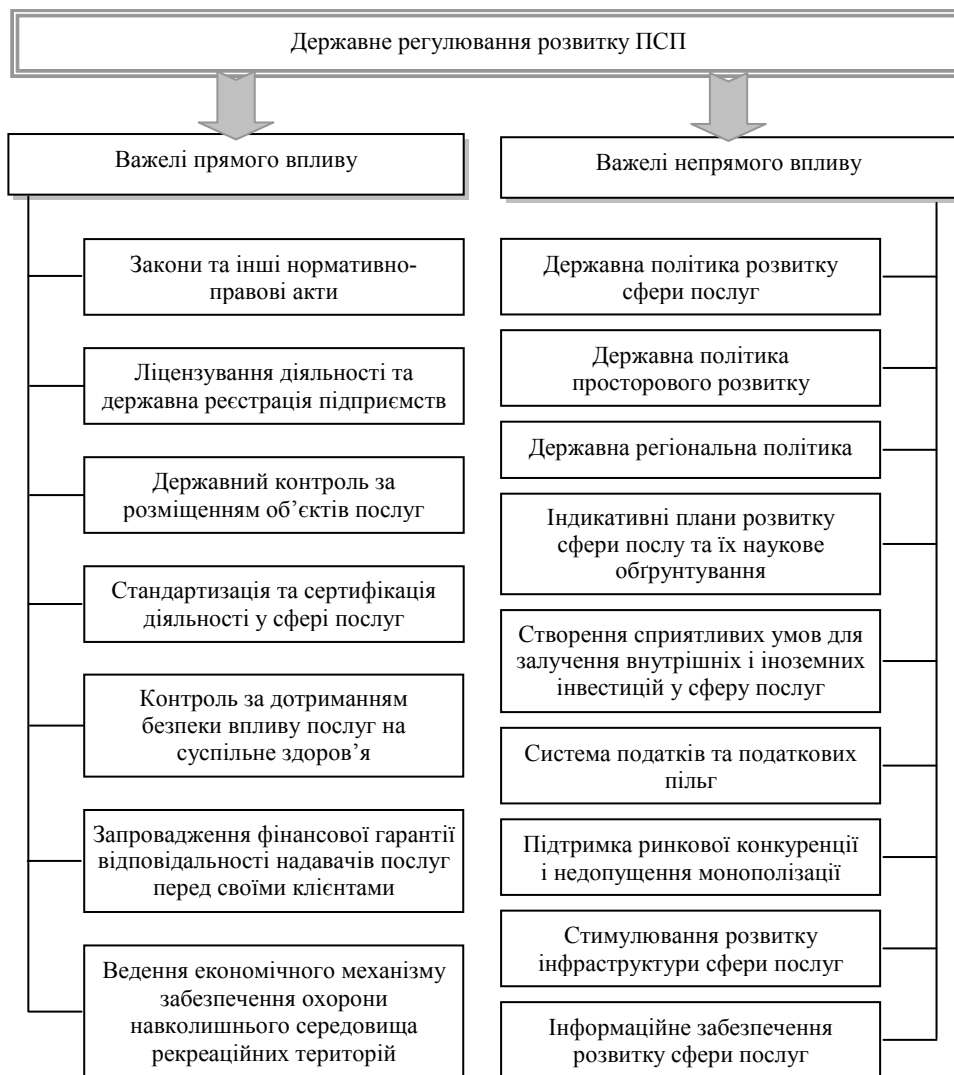 Державне регулювання розвитку ПСП
Важелі прямого впливу
Закони та інші нормативно-
правові акти
Ліцензування діяльності та
державна реєстрація підприємств
Державний контроль за
розміщенням об’єктів послуг
Стандартизація та сертифікація
діяльності у сфері послуг
Контроль за дотриманням
безпеки впливу послуг на
суспільне здоров’я
Запровадження фінансової гарантії
відповідальності надавачів послуг
перед своїми клієнтами
Ведення економічного механізму
забезпечення охорони
навколишнього середовища
рекреаційних територій
Важелі непрямого впливу
Державна політика розвитку
сфери послуг
Державна політика
просторового розвитку
Державна регіональна політика
Індикативні плани розвитку
сфери послу та їх наукове
обґрунтування
Створення сприятливих умов для
залучення внутрішніх і іноземних
інвестицій у сферу послуг
Система податків та податкових
пільг
Підтримка ринкової конкуренції
і недопущення монополізації
Стимулювання розвитку
інфраструктури сфери послуг
Інформаційне забезпечення
розвитку сфери послуг